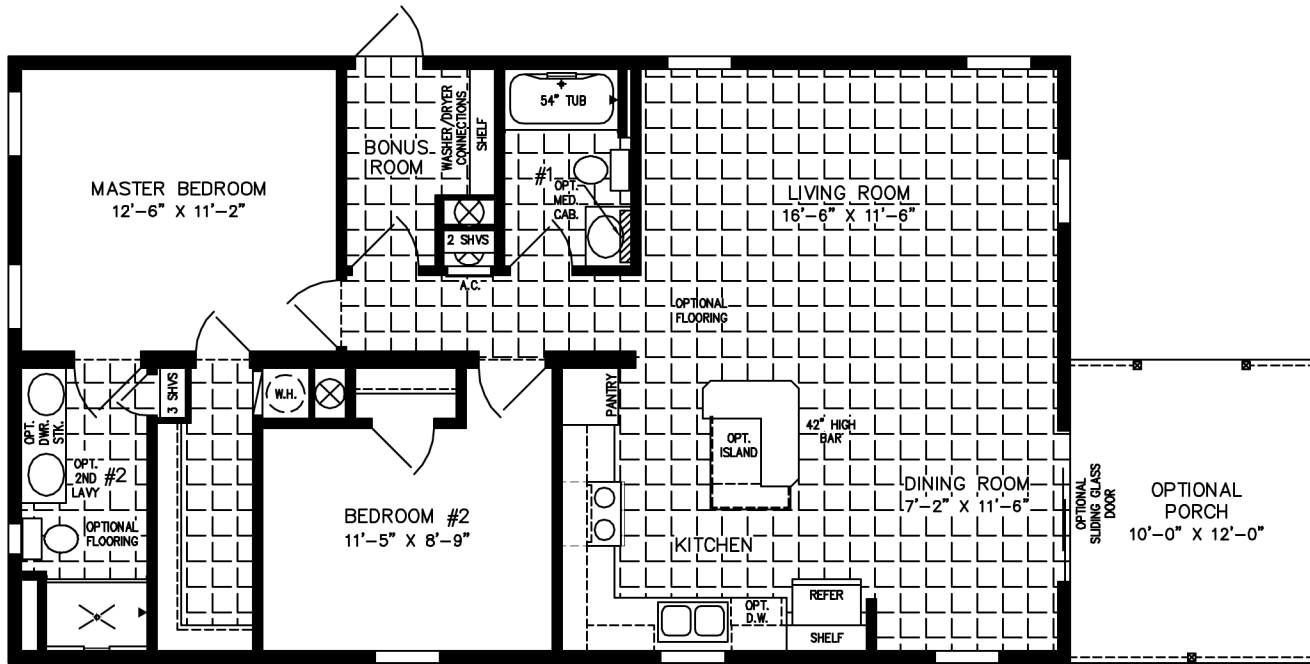 MASTER BEDROOM
12'-6" X 11'-2"
BONUS
ROOM
WASHER/DRYER
CONNECTIONS
SHELF
54" TUB
#1
OPT.
MED.
CAB.
2 SHVS
A.C.
LIVING ROOM
16'-6" X 11'-6"
OPTIONAL
FLOORING
3 SHVS
W.H.
OPT.
DWR.
STK.
OPT.
2ND
LAVY
#2
OPTIONAL
FLOORING
BEDROOM #2
11'-5" X 8'-9"
PANTRY
OPT.
ISLAND
42" HIGH
BAR
KITCHEN
DINING ROOM
7'-2" X 11'-6"
OPT.
D.W.
REFER
SHELF
OPTIONAL
SLIDING GLASS
DOOR
OPTIONAL
PORCH
10'-0" X 12'-0"